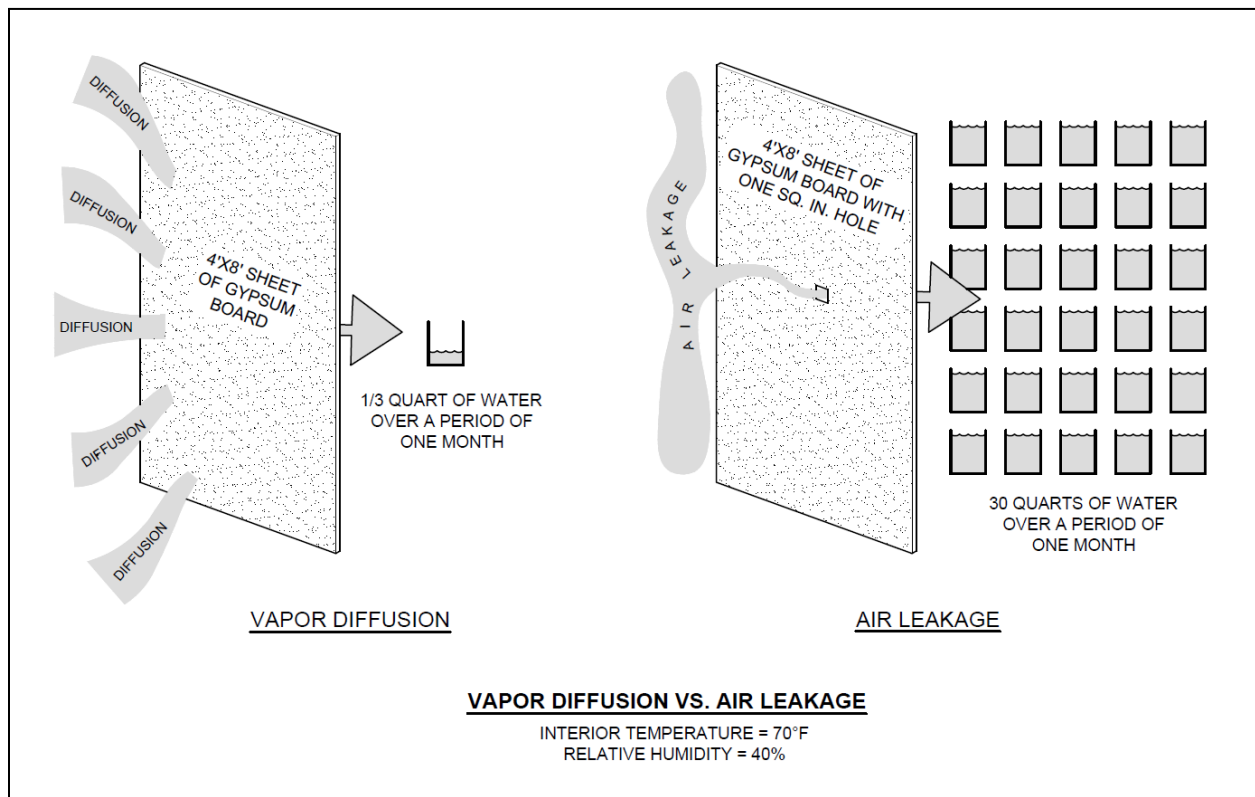 DIFFUSION
DIFFUSION
DIFFUSION
DIFFUSION
DIFFUSION
4'X8' SHEET
OF GYPSUM
BOARD
1/3 QUART OF WATER
OVER A PERIOD OF
ONE MONTH
VAPOR DIFFUSION
AIR LEAKAGE
4'X8' SHEET OF
GYPSUM BOARD WITH
ONE SQ. IN. HOLE
30 QUARTS OF WATER
OVER A PERIOD OF
ONE MONTH
AIR LEAKAGE
VAPOR DIFFUSION VS. AIR LEAKAGE
INTERIOR TEMPERATURE = 70°F
RELATIVE HUMIDITY = 40%